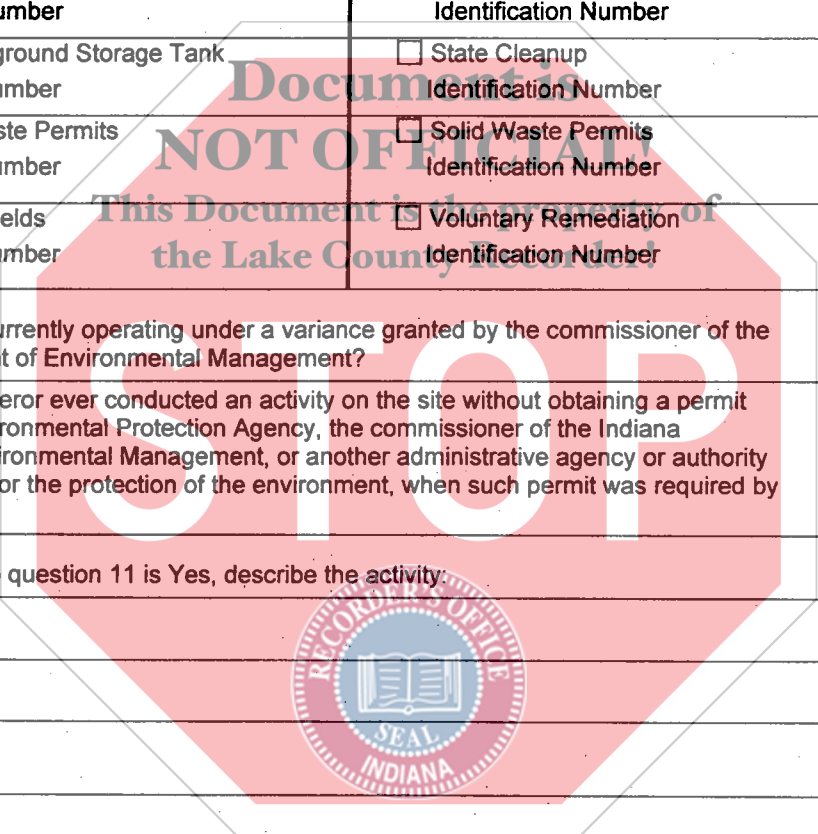 umber Identification Number
ground Storage Tank State Cleanup
umber Identification Number
ste Permits Solid Waste Permits
umber Identification Number
elds Voluntary Remediation
umber Identification Number
urrently operating under a variance granted by the commissioner of the
t of Environmental Management?
eror ever conducted an activity on the site without obtaining a permit
ronmental Protection Agency, the commissioner of the Indiana
ironmental Management, or another administrative agency or authority
or the protection of the environment, when such permit was required by
question 11 is Yes, describe the activity:
Document is
NOT OFFICIAL!
This Document is the property of
the Lake County Recorder!
STOP
RECORDER'S OFFICE
SEAL
INDIANA